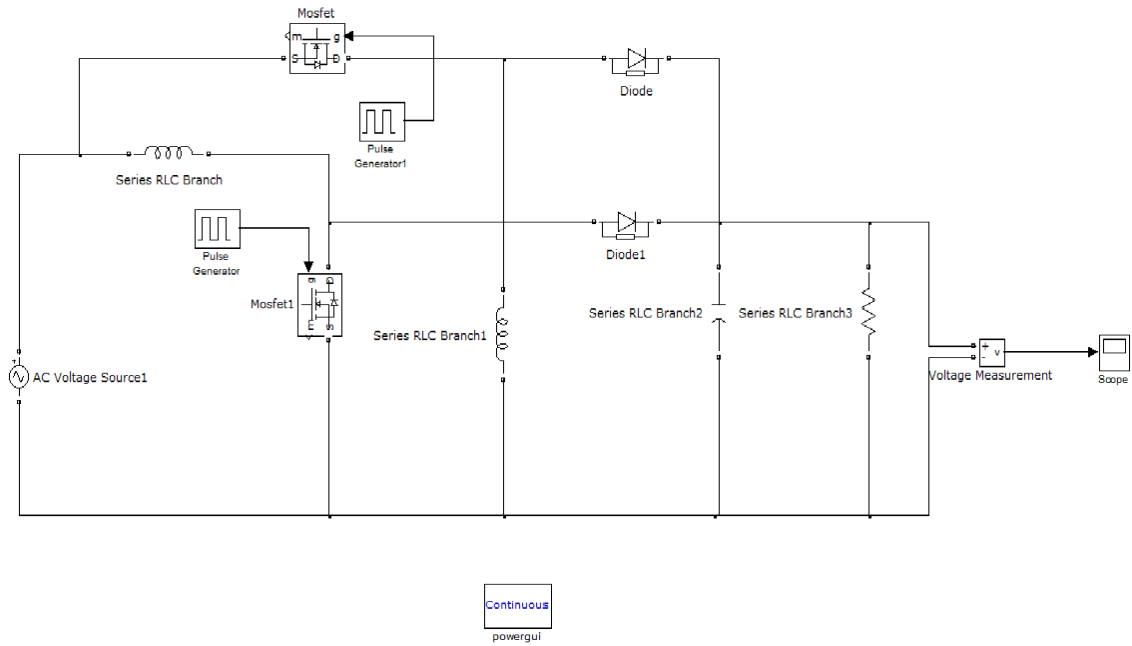 Mosfet
m
g
S
D
Diode
Pulse
Generator1
Series RLC Branch
Pulse
Generator
Diode1
g
D
Mosfet1
m
S
Series RLC Branch1
Series RLC Branch2
Series RLC Branch3
+
AC Voltage Source1
+
-
v
Voltage Measurement
Scope
Continuous
powergui